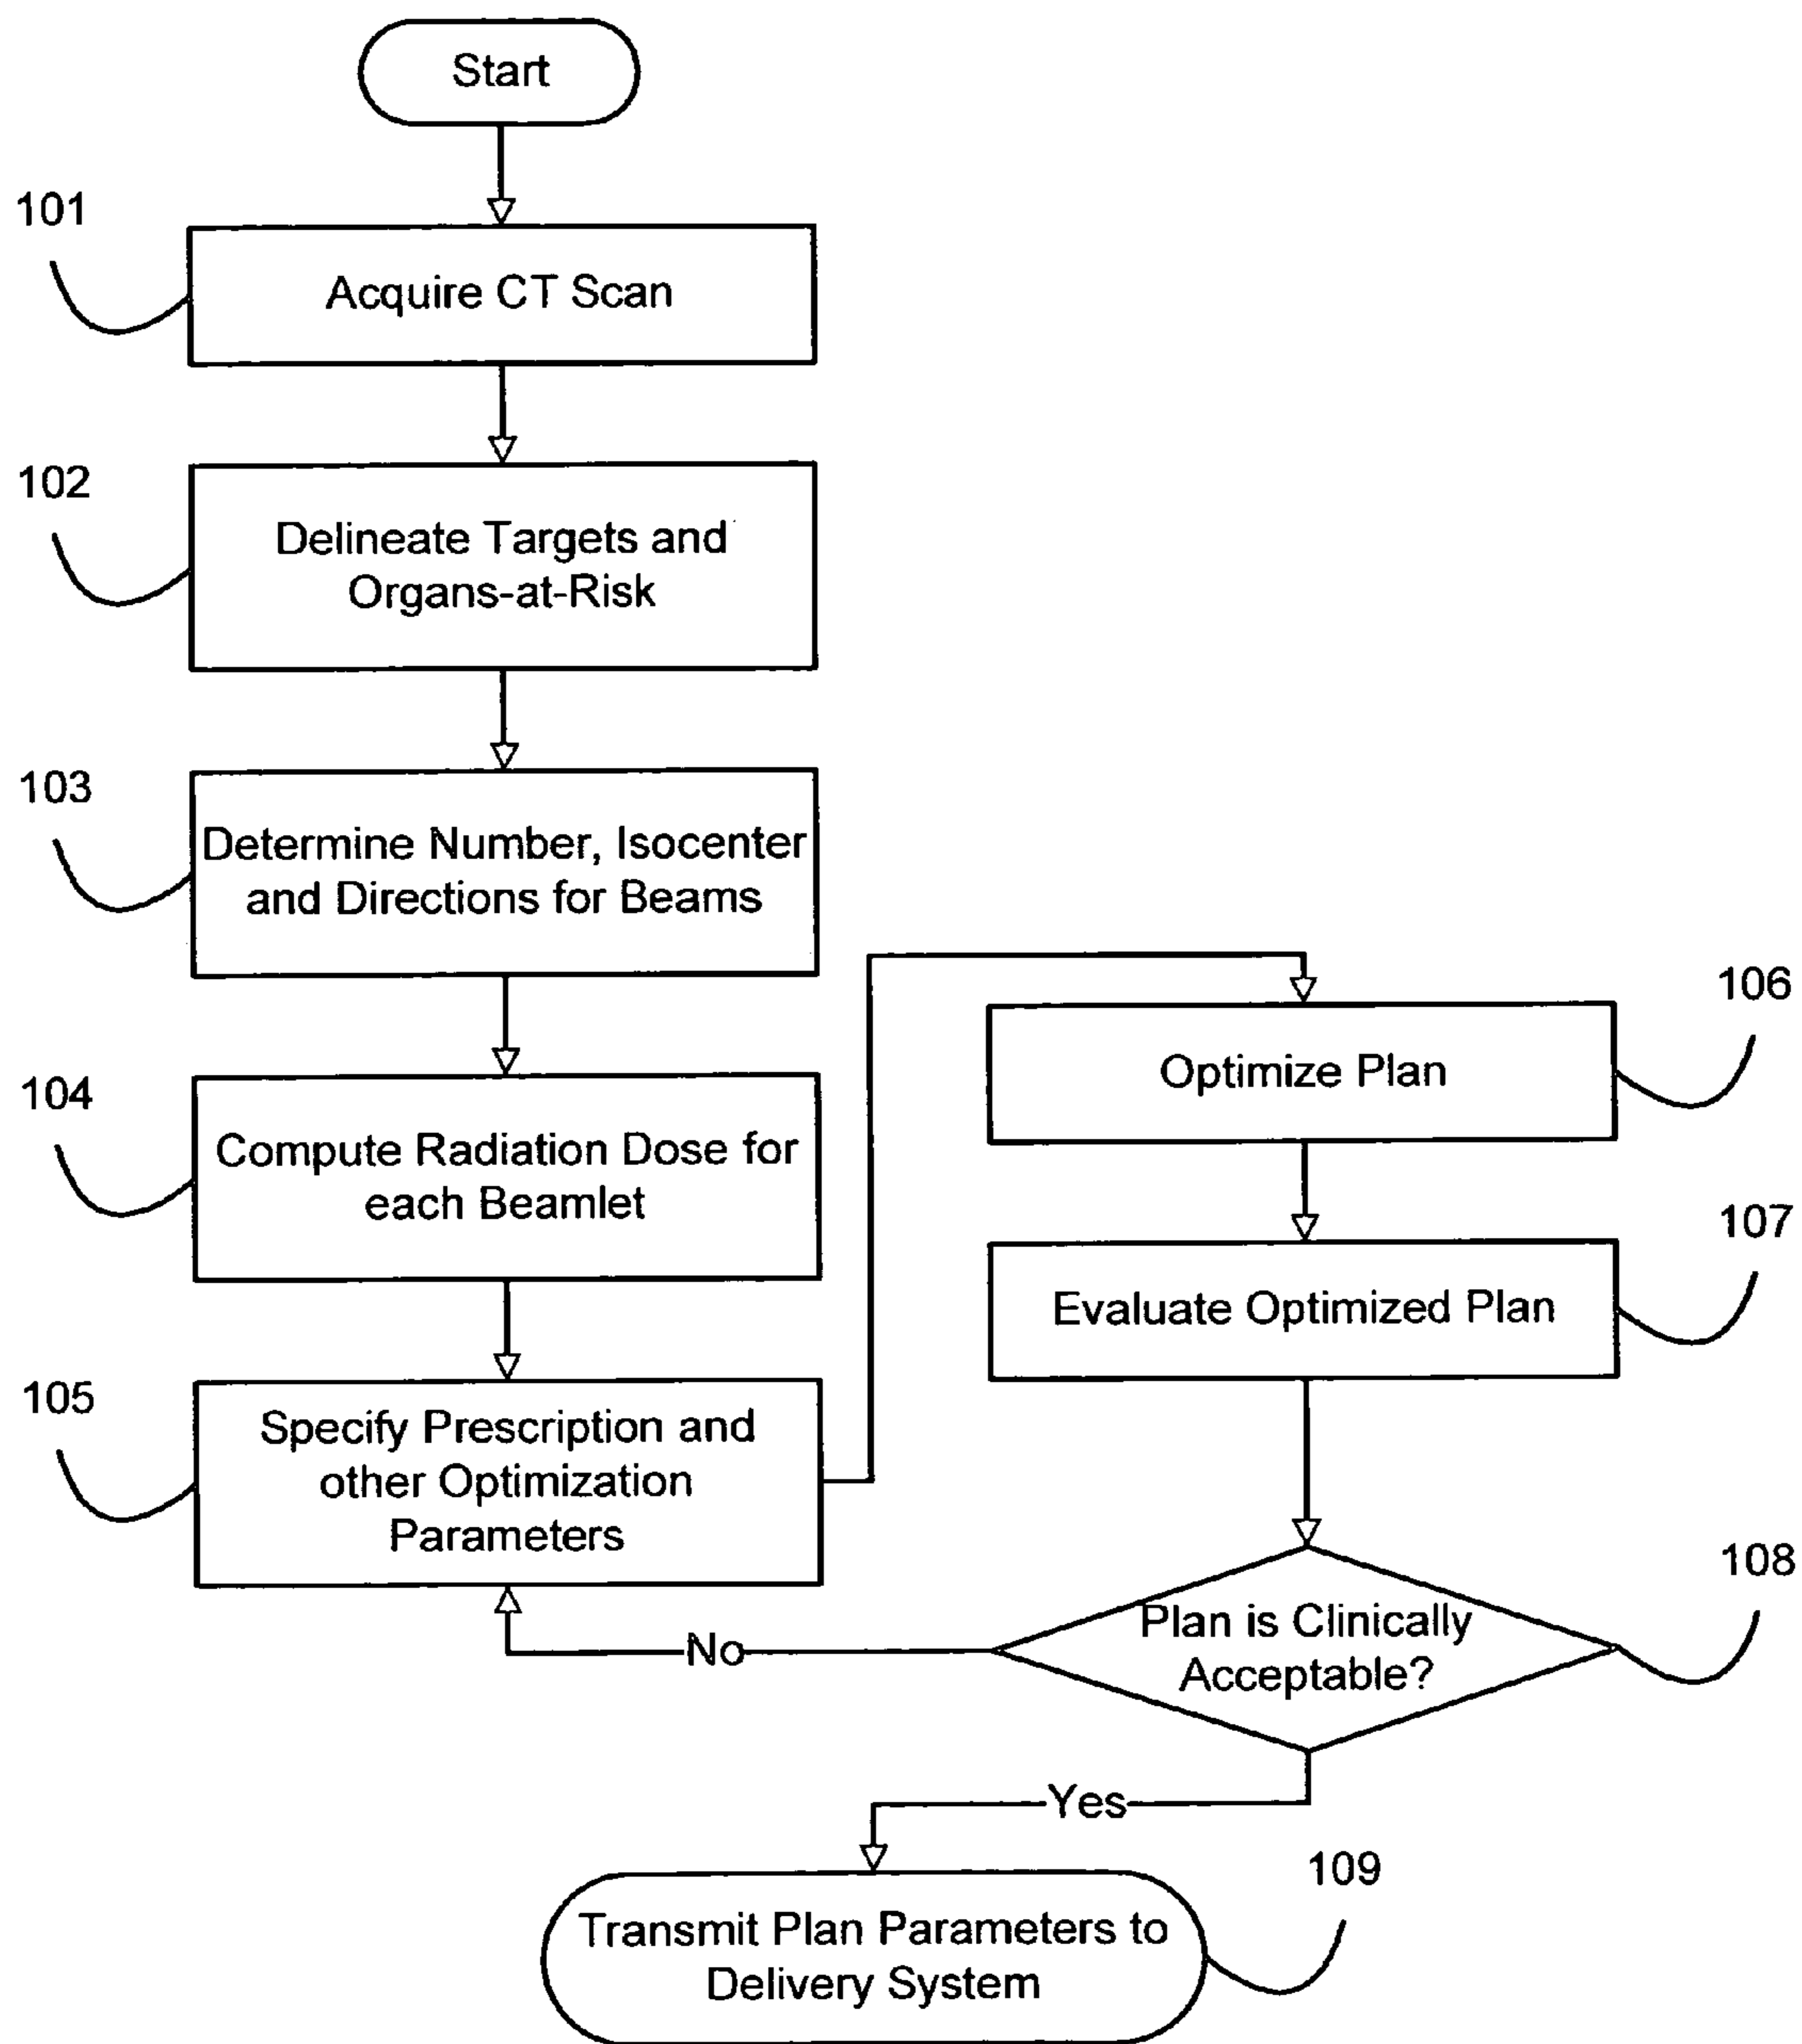 Start
101
Acquire CT Scan
102
Delineate Targets and
Organs-at-Risk
103
Determine Number, Isocenter
and Directions for Beams
104
Compute Radiation Dose for
each Beamlet
105
Specify Prescription and
other Optimization
Parameters
106
Optimize Plan
107
Evaluate Optimized Plan
108
Plan is Clinically
Acceptable?
No
Yes
109
Transmit Plan Parameters to
Delivery System